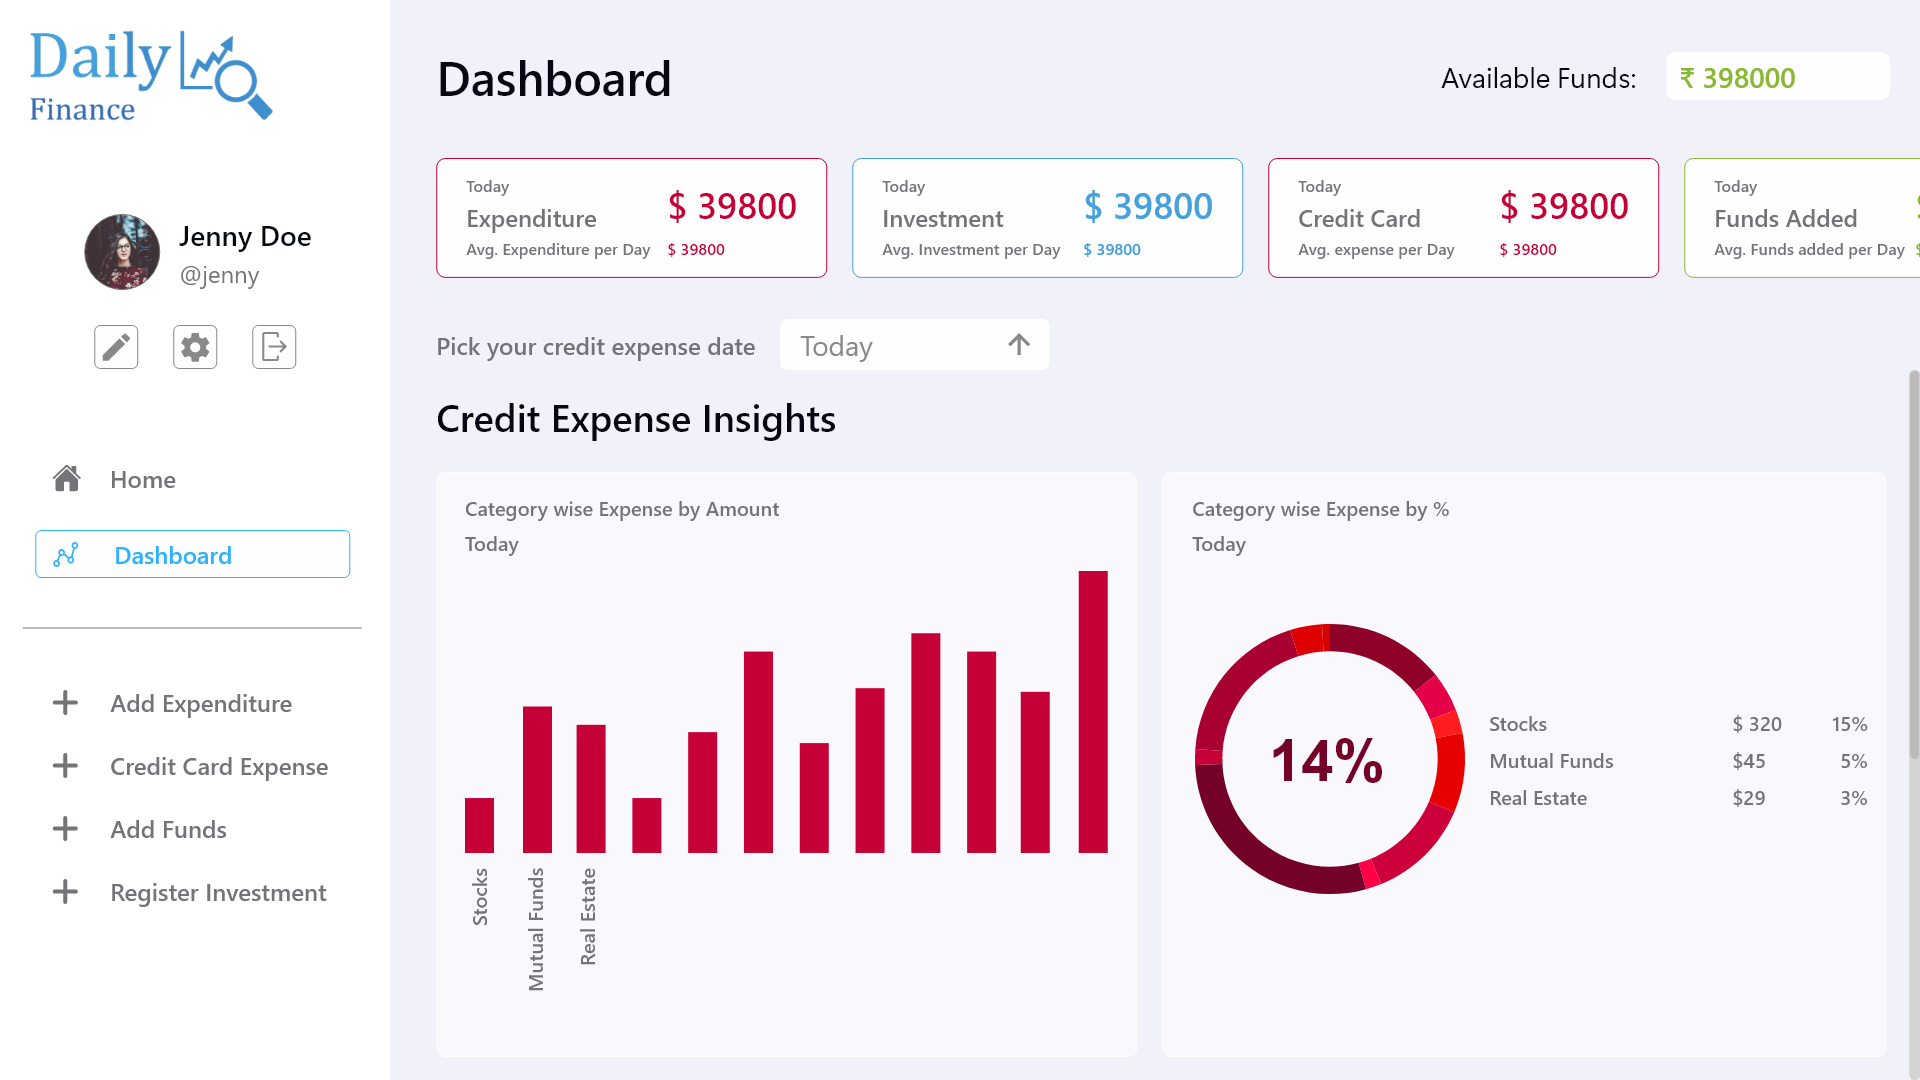 Daily
Finance
Jenny Doe
@jenny
Home
Dashboard
Add Expenditure
Credit Card Expense
Add Funds
Register Investment
Dashboard
Available Funds:
₹ 398000
Today
Expenditure
$ 39800
Avg. Expenditure per Day
$ 39800
Today
Investment
$ 39800
Avg. Investment per Day
$ 39800
Today
Credit Card
$ 39800
Avg. expense per Day
$ 39800
Today
Funds Added
Avg. Funds added per Day
Pick your credit expense date
Today
Credit Expense Insights
Category wise Expense by Amount
Today
Stocks
Mutual Funds
Real Estate
Category wise Expense by %
Today
14%
Stocks $ 320 15%
Mutual Funds $45 5%
Real Estate $29 3%